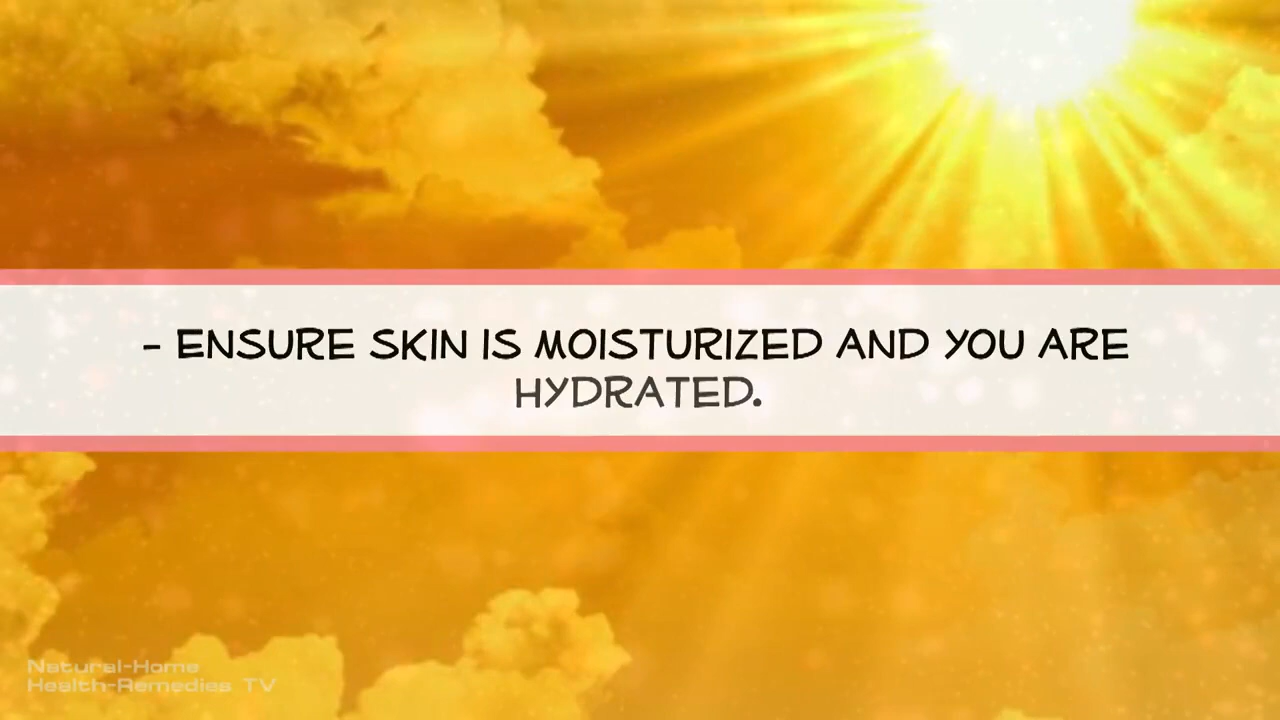 - ENSURE SKIN IS MOISTURIZED AND YOU ARE
HYDRATED.
Natural-Home
Health-Remedies TV